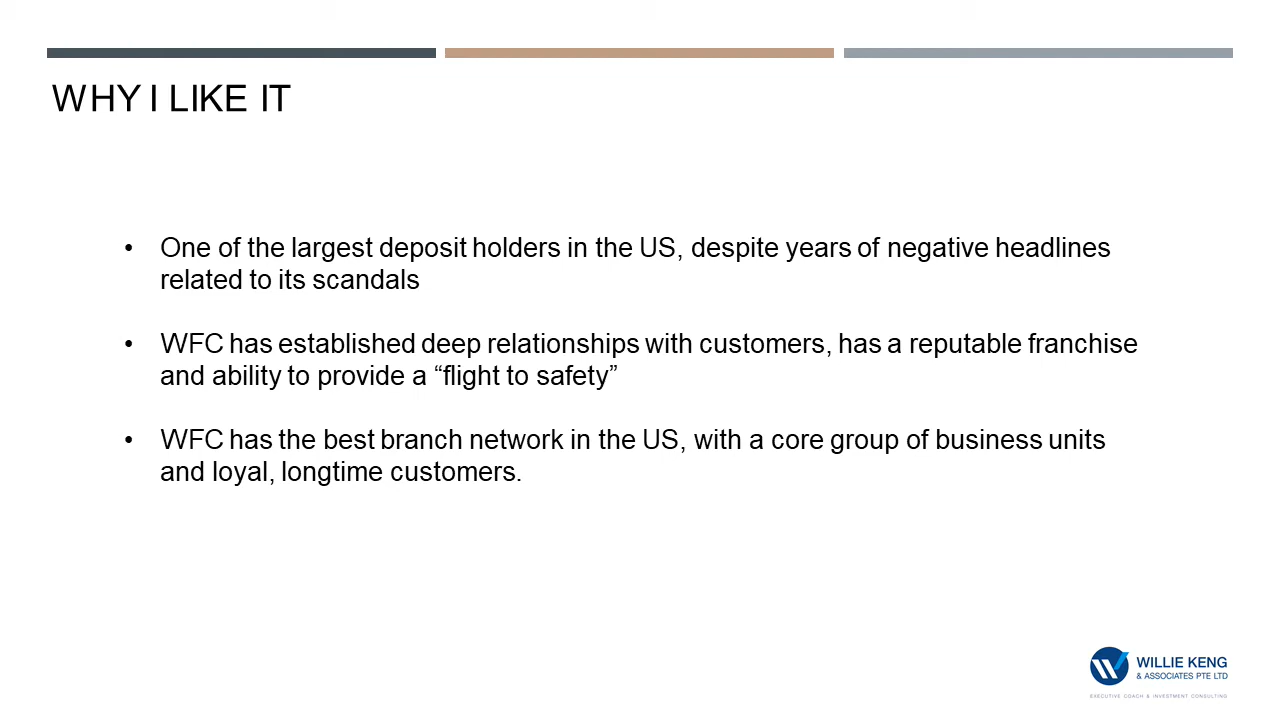 WHY I LIKE IT
• One of the largest deposit holders in the US, despite years of negative headlines
related to its scandals
• WFC has established deep relationships with customers, has a reputable franchise
and ability to provide a “flight to safety”
• WFC has the best branch network in the US, with a core group of business units
and loyal, longtime customers.
WILLIE KENG
& ASSOCIATES PTE LTD
EXECUTIVE COACH & INVESTMENT CONSULTING